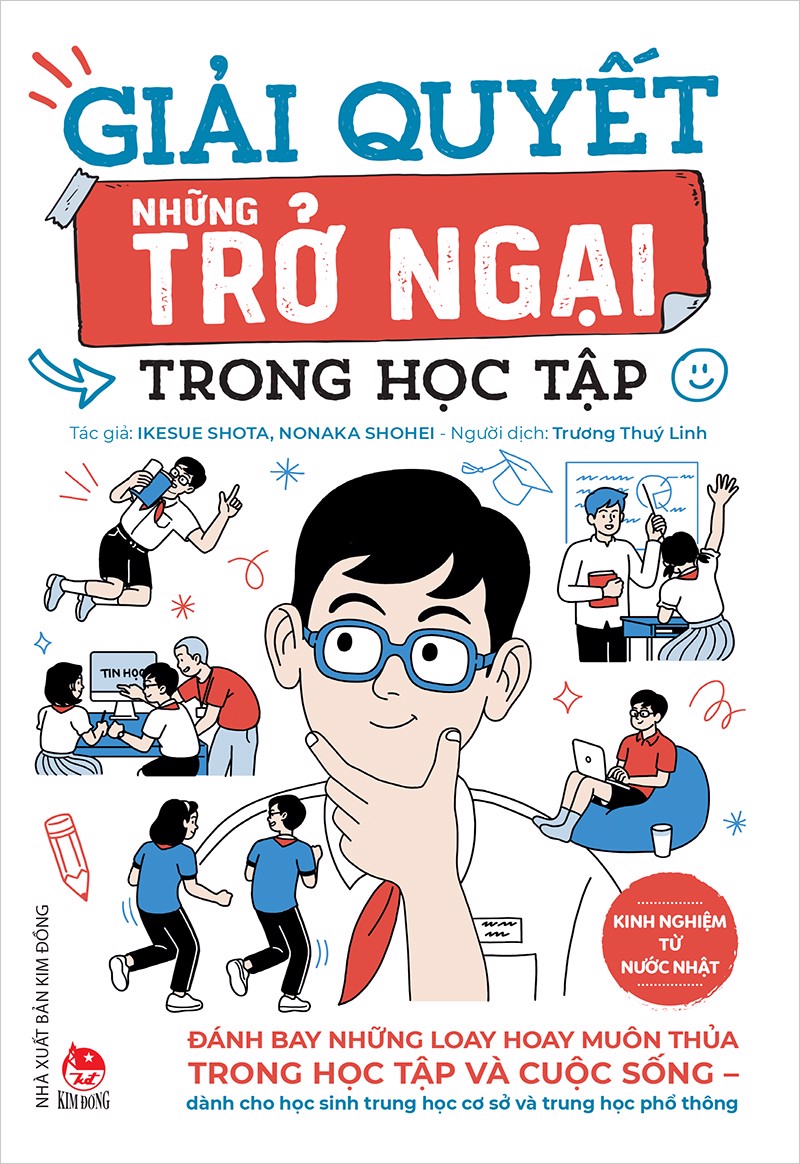 GIẢI QUYẾT
NHỮNG
TRỞ NGẠI
TRONG HỌC TẬP
Tác giả: IKESUE SHOTA, NONAKA SHOHEI - Người dịch: Trương Thuý Linh
TIN HỌC
KINH NGHIỆM
TỪ
NƯỚC NHẬT
NHÀ XUẤT BẢN KIM ĐỒNG
KIM ĐỒNG
ĐÁNH BAY NHỮNG LOAY HOAY MUÔN THỦA
TRONG HỌC TẬP VÀ CUỘC SỐNG –
dành cho học sinh trung học cơ sở và trung học phổ thông